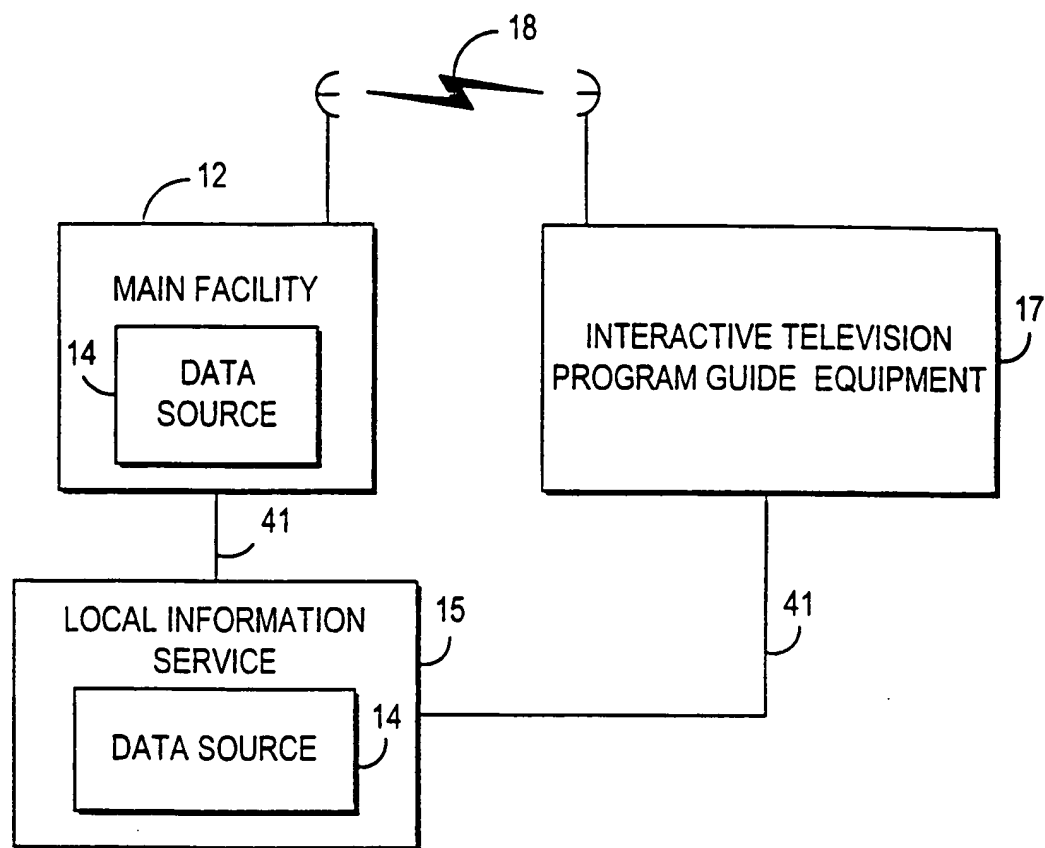 18
12
MAIN FACILITY
14
DATA
SOURCE
INTERACTIVE TELEVISION
PROGRAM GUIDE EQUIPMENT
17
41
LOCAL INFORMATION
SERVICE
15
41
14
DATA SOURCE